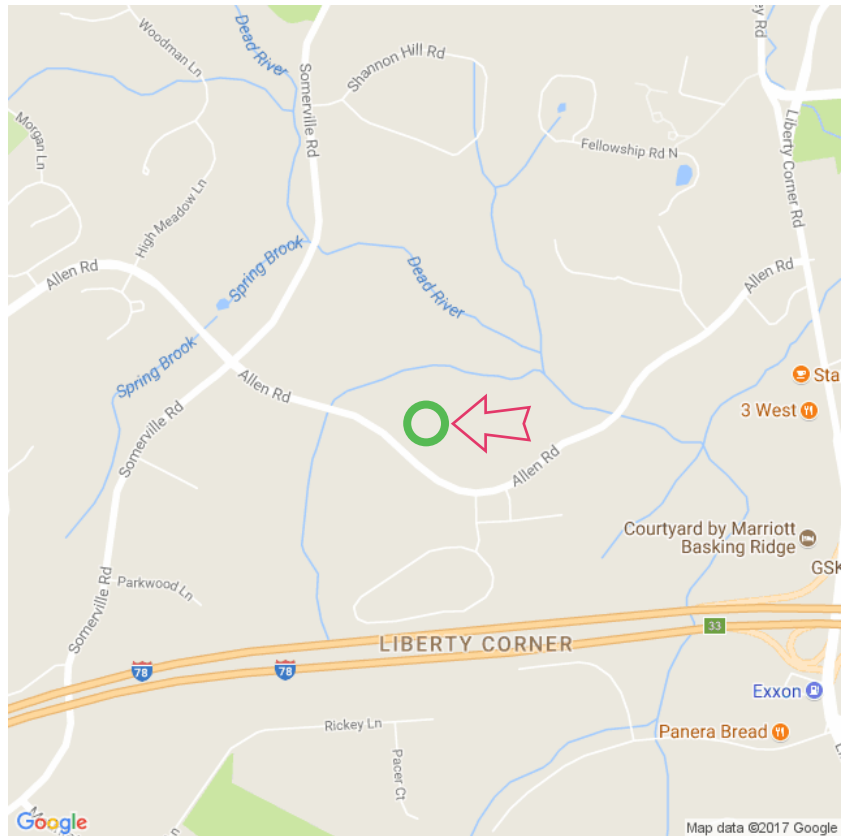 Woodman Ln
Dead River
Somerville Rd
Shannon Hill Rd
Liberty Corner Rd
Morgan Ln
Fellowship Rd N
High Meadow Ln
Allen Rd
Spring Brook
Dead River
Allen Rd
Spring Brook
Allen Rd
Sta
3 West
Somerville Rd
Allen Rd
Courtyard by Marriott
Basking Ridge
GSK
Parkwood Ln
Somerville Rd
33
LIBERTY CORNER
78
78
Exxon
Rickey Ln
Panera Bread
Pacer Ct
Google
Map data ©2017 Google